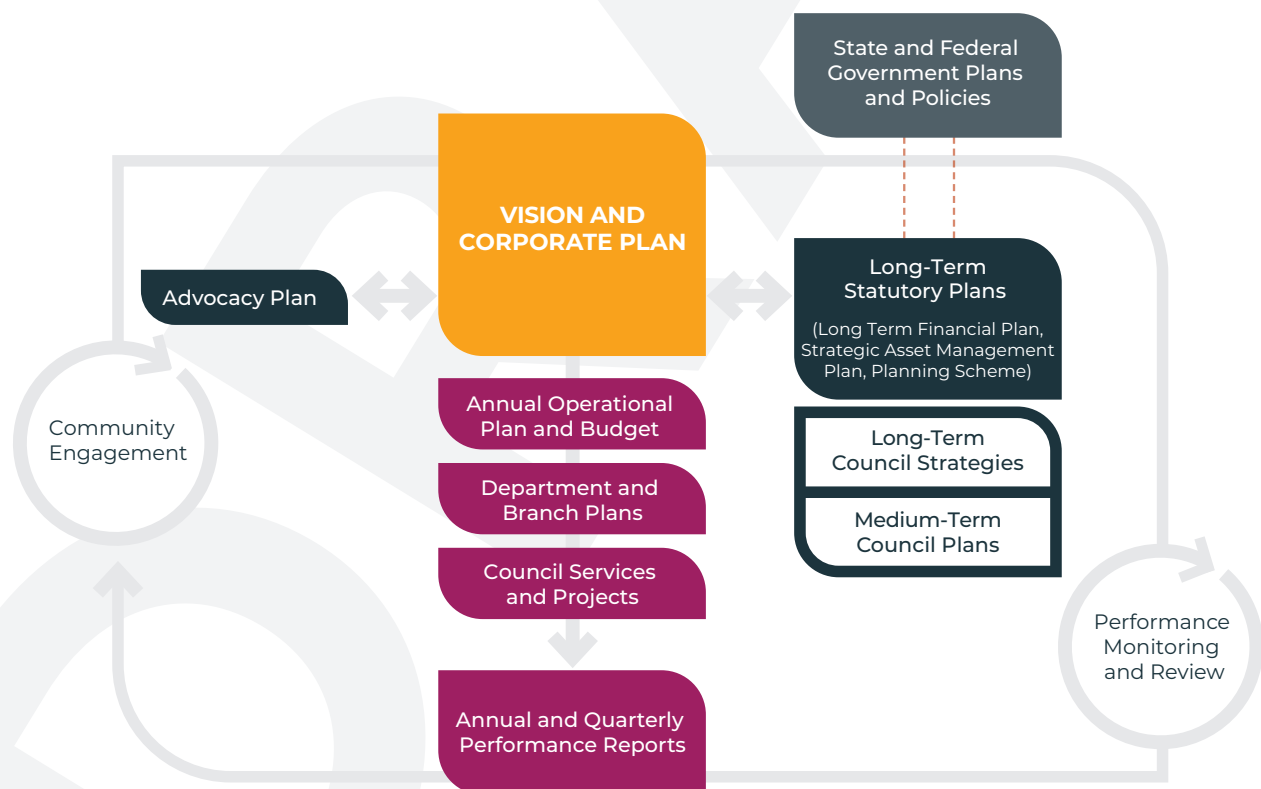 State and Federal
Government Plans
and Policies
VISION AND
CORPORATE PLAN
Advocacy Plan
Long-Term
Statutory Plans
(Long Term Financial Plan,
Strategic Asset Management
Plan, Planning Scheme)
Annual Operational
Plan and Budget
Long-Term
Council Strategies
Community
Engagement
Department and
Branch Plans
Medium-Term
Council Plans
Council Services
and Projects
Performance
Monitoring
and Review
Annual and Quarterly
Performance Reports